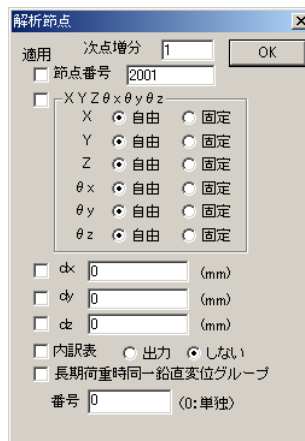 解析節点
適用 次点増分 1 OK
節点番号 2001
XYZθxθyθz
X 自由 固定
Y 自由 固定
Z 自由 固定
θx 自由 固定
θy 自由 固定
θz 自由 固定
dx 0 (mm)
dy 0 (mm)
dz 0 (mm)
内訳表 出力 しない
長期荷重時同一鉛直変位グループ
番号 0 (0:単独)